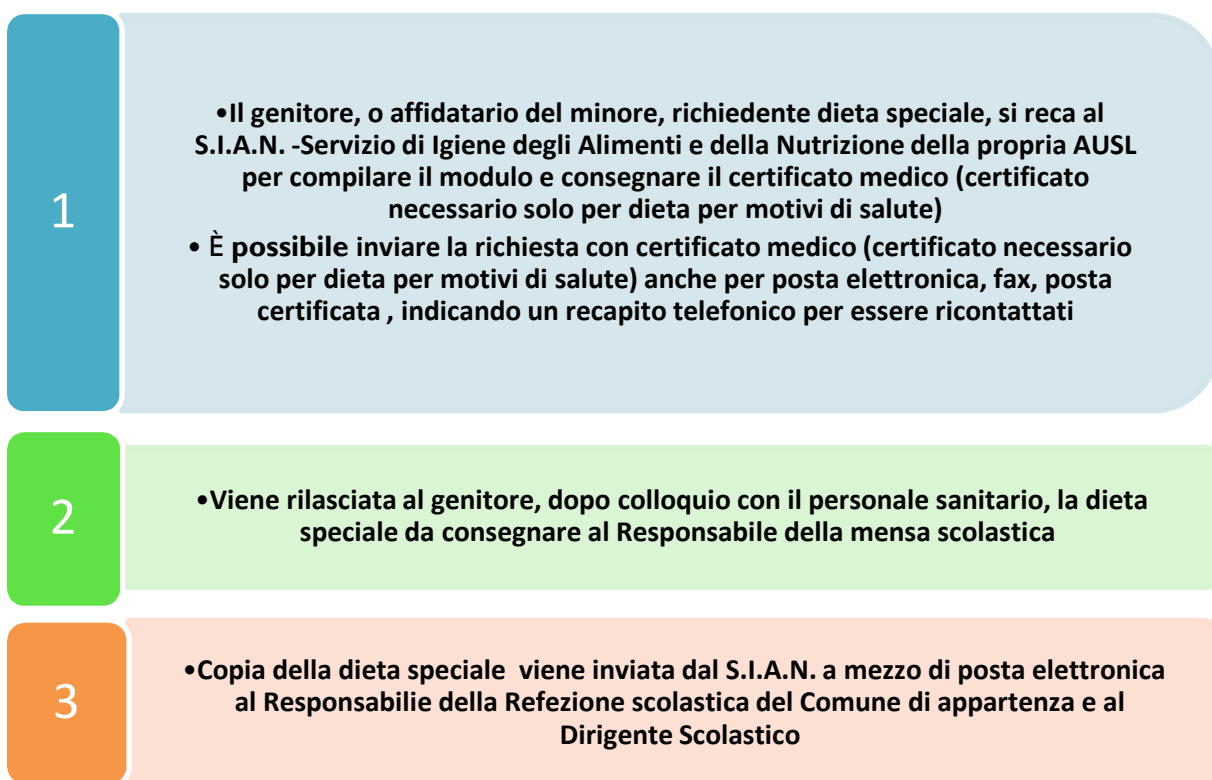 1
•Il genitore, o affidatario del minore, richiedente dieta speciale, si reca al
S.I.A.N. -Servizio di Igiene degli Alimenti e della Nutrizione della propria AUSL
per compilare il modulo e consegnare il certificato medico (certificato
necessario solo per dieta per motivi di salute)
• È possibile inviare la richiesta con certificato medico (certificato necessario
solo per dieta per motivi di salute) anche per posta elettronica, fax, posta
certificata , indicando un recapito telefonico per essere ricontattati
2
•Viene rilasciata al genitore, dopo colloquio con il personale sanitario, la dieta
speciale da consegnare al Responsabile della mensa scolastica
3
•Copia della dieta speciale  viene inviata dal S.I.A.N. a mezzo di posta elettronica
al Responsabilie della Refezione scolastica del Comune di appartenza e al
Dirigente Scolastico